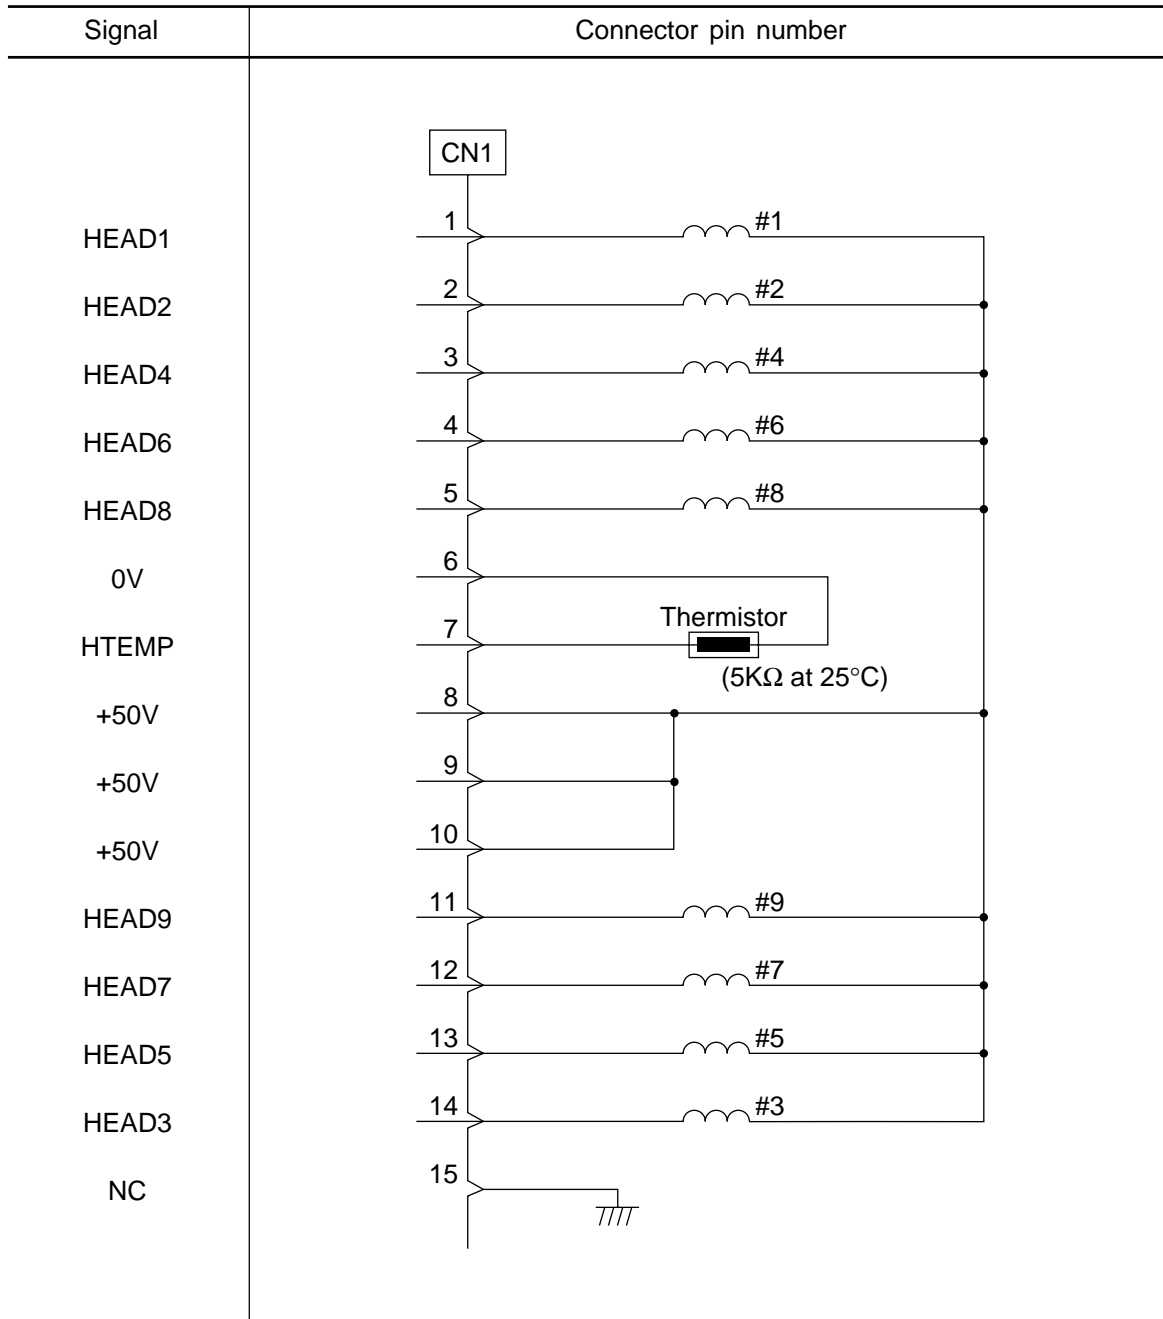 Signal Connector pin number
CN1
HEAD1 1 #1
HEAD2 2 #2
HEAD4 3 #4
HEAD6 4 #6
HEAD8 5 #8
0V 6
HTEMP 7 Thermistor
(5KΩ at 25°C)
+50V 8
+50V 9
+50V 10
HEAD9 11 #9
HEAD7 12 #7
HEAD5 13 #5
HEAD3 14 #3
NC 15